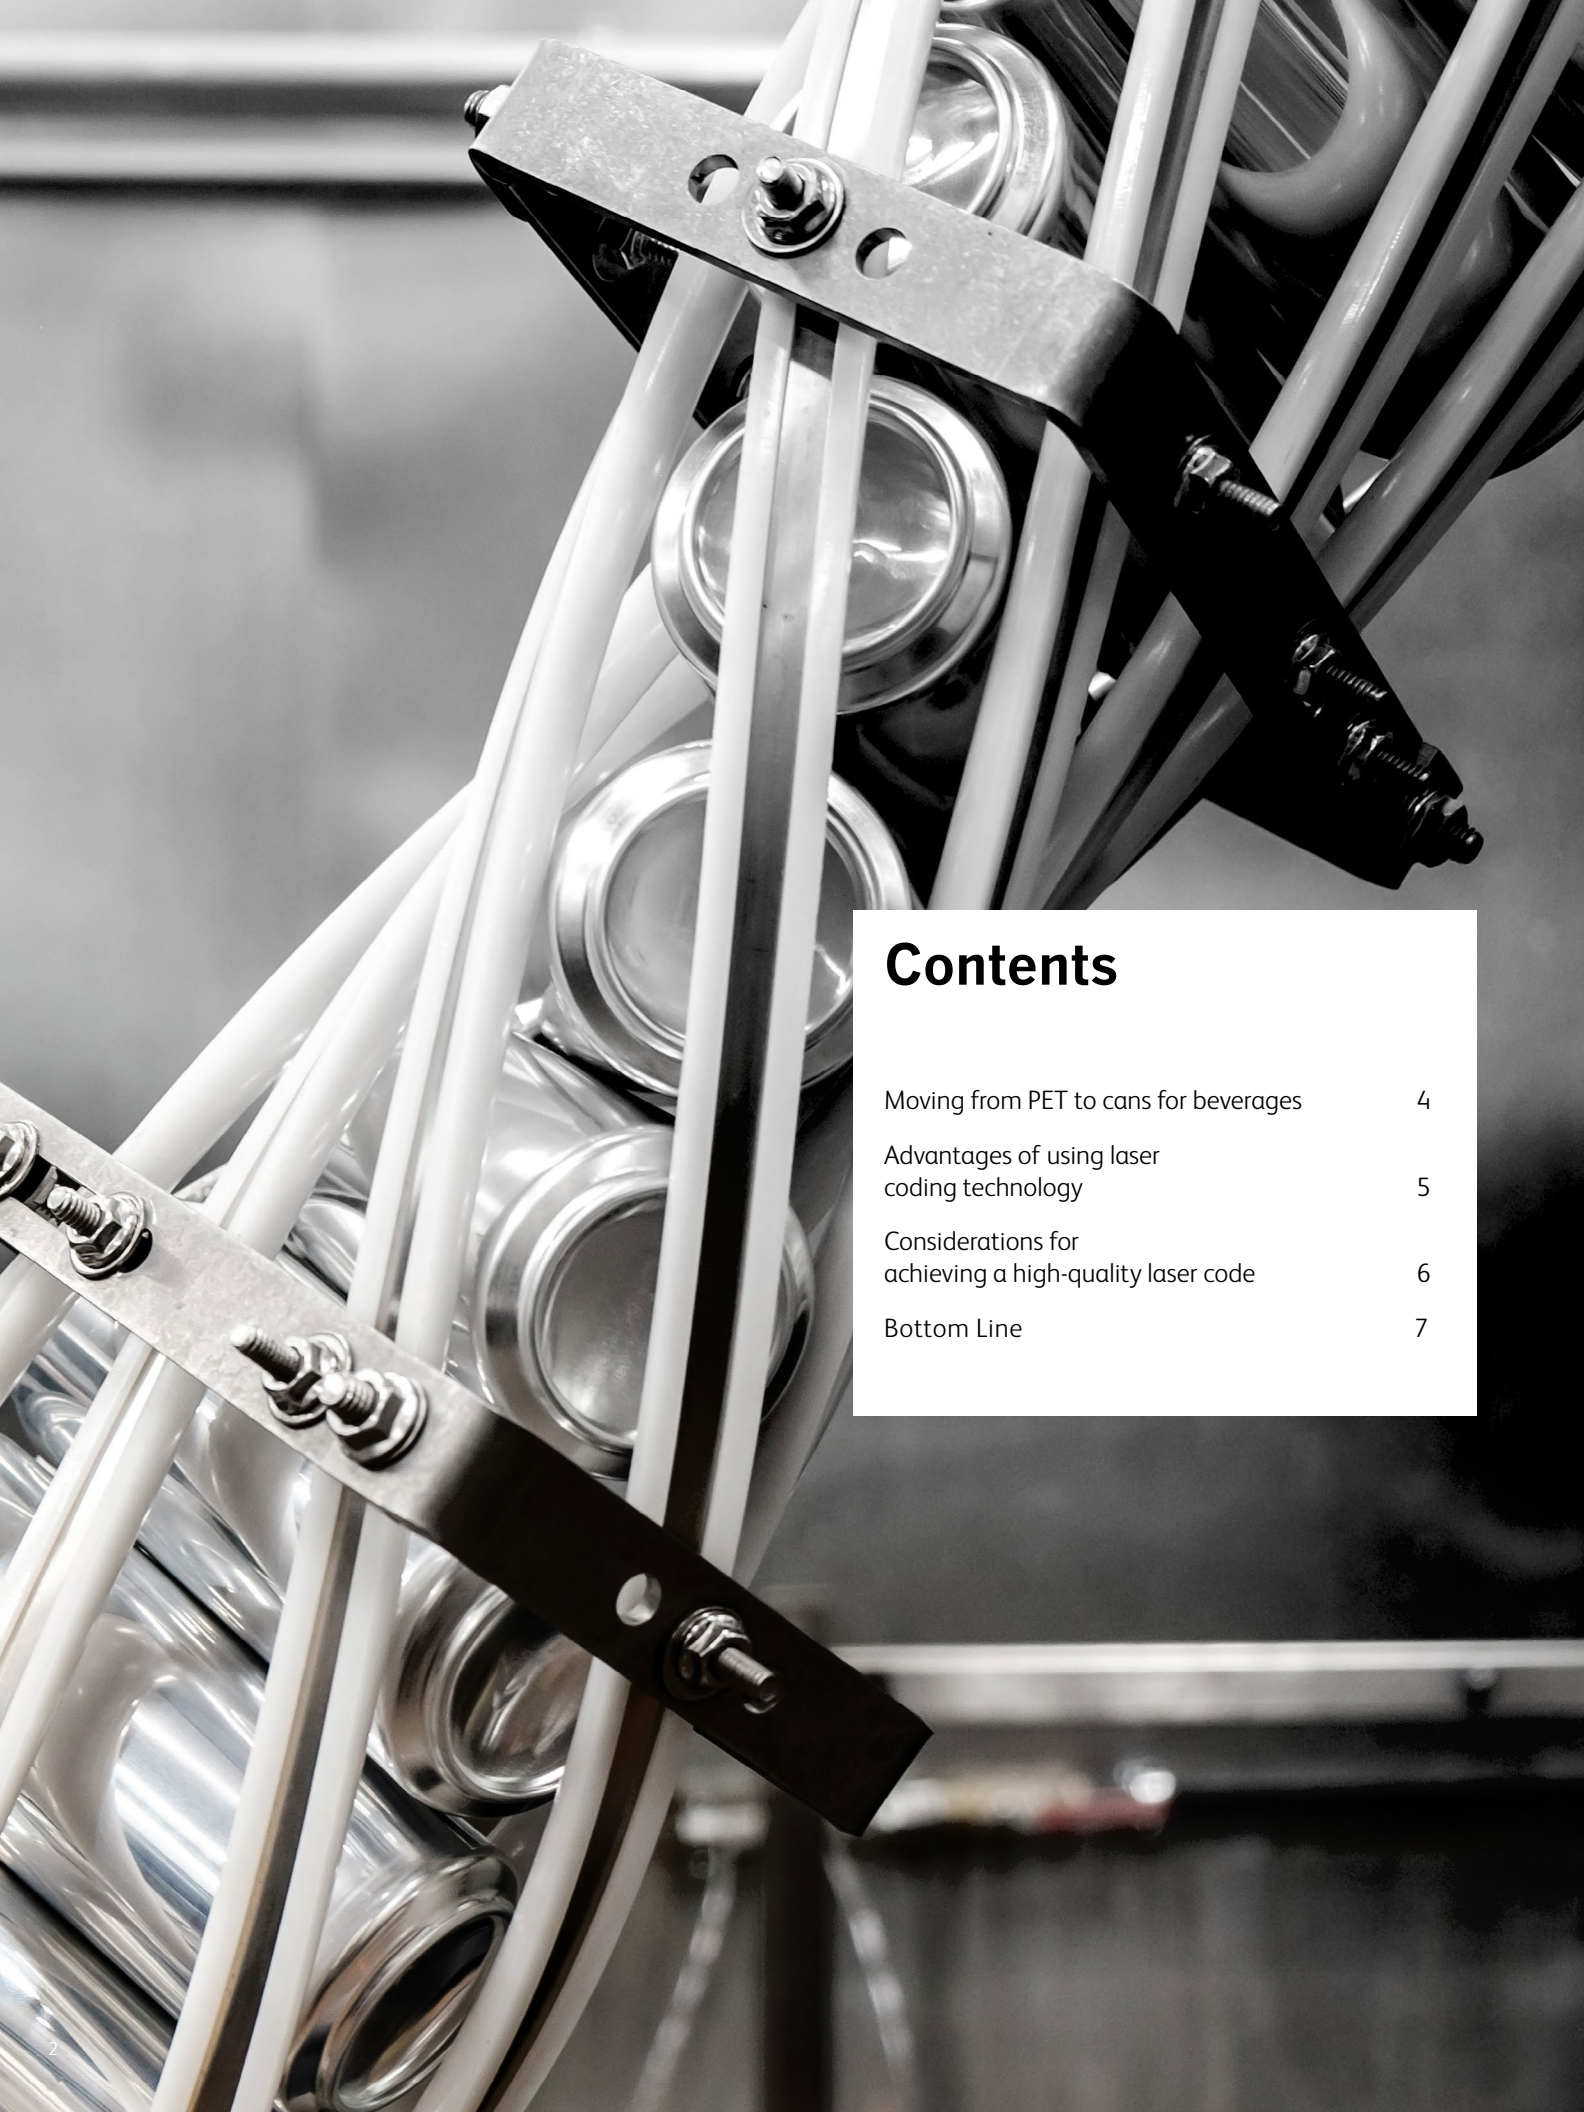 Contents
Moving from PET to cans for beverages 4
Advantages of using laser
coding technology 5
Considerations for
achieving a high-quality laser code 6
Bottom Line 7
2